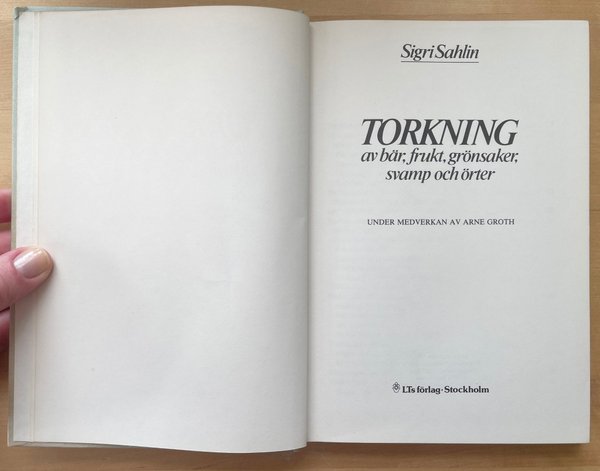 Sigri Sahlin
TORKNING
av bär, frukt, grönsaker,
svamp och örter
UNDER MEDVERKAN AV ARNE GROTH
LTs förlag · Stockholm